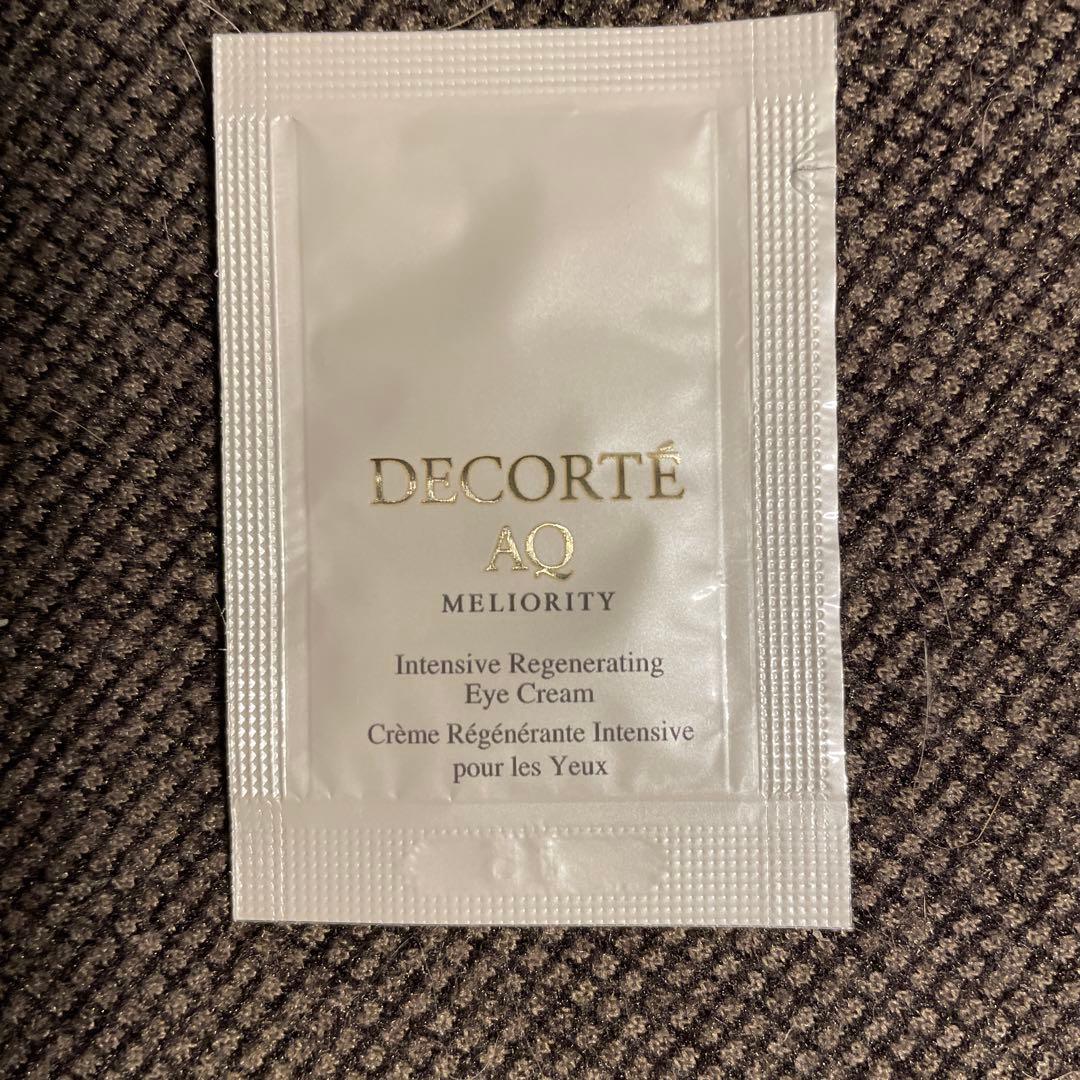 DECORTÉ
AQ
MELIORITY
Intensive Regenerating
Eye Cream
Crème Régénérante Intensive
pour les Yeux